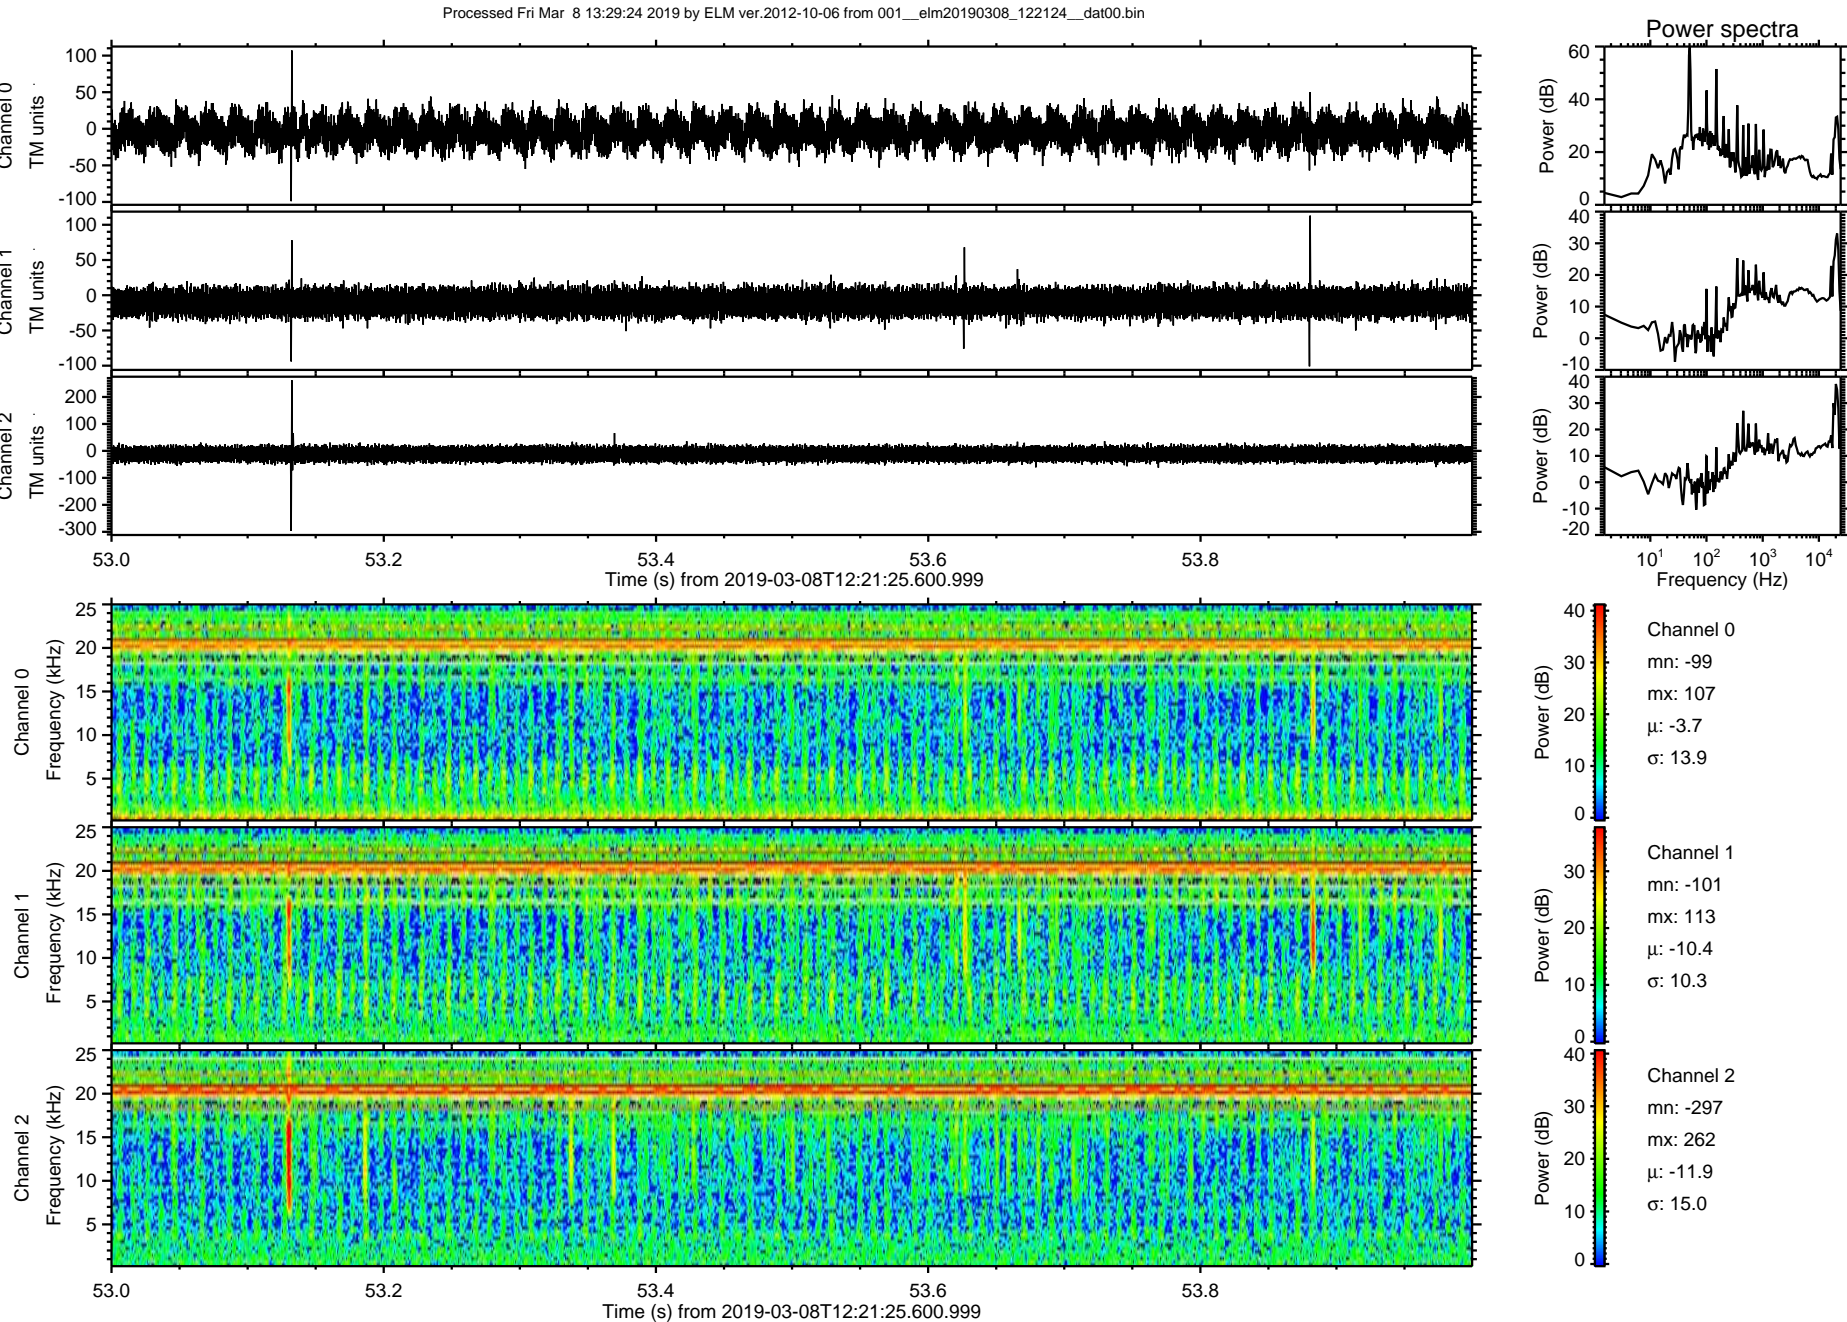 Processed Fri Mar 8 13:29:24 2019 by ELM ver.2012-10-06 from 001__elm20190308_122124__dat00.bin
Power spectra
Channel 0
TM units
100
50
0
-50
-100
Power (dB)
60
40
20
0
Channel 1
TM units
100
50
0
-50
-100
Power (dB)
40
30
20
10
0
-10
Channel 2
TM units
200
100
0
-100
-200
-300
Power (dB)
40
30
20
10
0
-10
-20
53.0 53.2 53.4 53.6 53.8
Time (s) from 2019-03-08T12:21:25.600.999
10¹ 10² 10³ 10⁴
Frequency (Hz)
Channel 0
Frequency (kHz)
25
20
15
10
5
Power (dB)
40
30
20
10
0
Channel 0
mn: -99
mx: 107
μ: -3.7
σ: 13.9
Channel 1
Frequency (kHz)
25
20
15
10
5
Power (dB)
30
20
10
0
Channel 1
mn: -101
mx: 113
μ: -10.4
σ: 10.3
Channel 2
Frequency (kHz)
25
20
15
10
5
Power (dB)
40
30
20
10
0
Channel 2
mn: -297
mx: 262
μ: -11.9
σ: 15.0
53.0 53.2 53.4 53.6 53.8
Time (s) from 2019-03-08T12:21:25.600.999